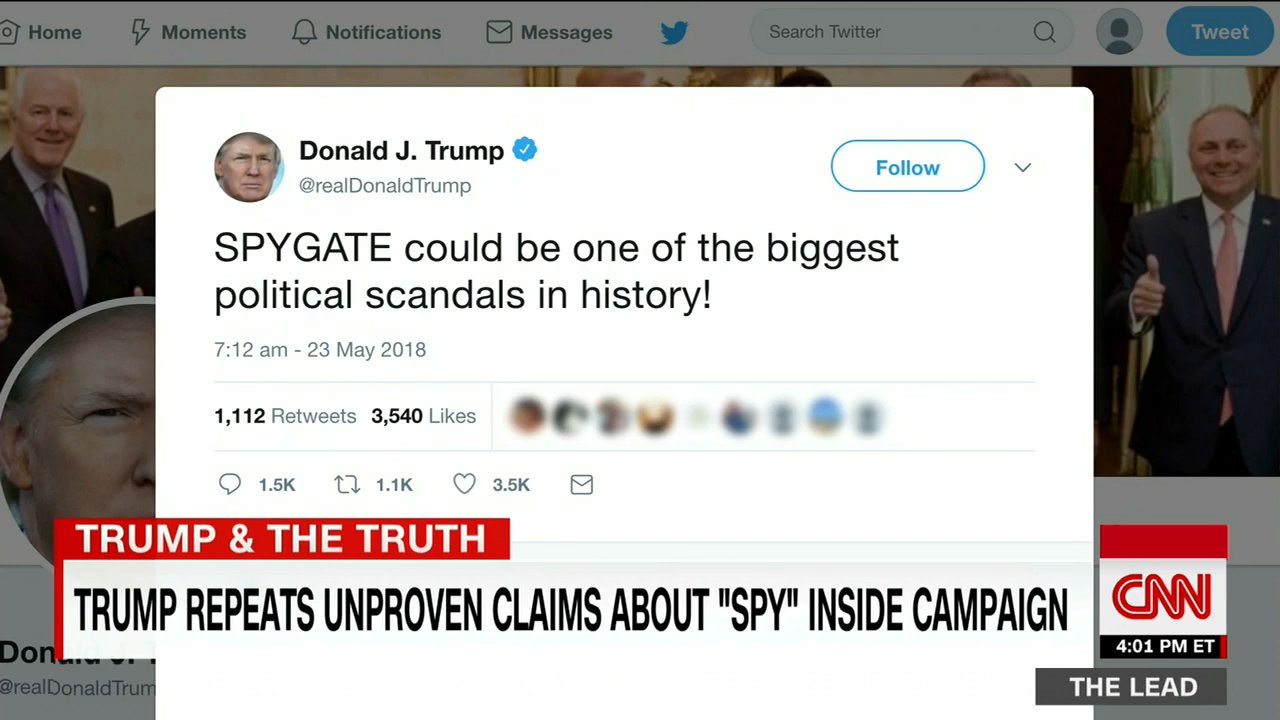 Home
Moments
Notifications
Messages
Search Twitter
Tweet
Donald J. Trump
@realDonaldTrump
Follow
SPYGATE could be one of the biggest
political scandals in history!
7:12 am - 23 May 2018
1,112 Retweets 3,540 Likes
1.5K 1.1K 3.5K
TRUMP & THE TRUTH
TRUMP REPEATS UNPROVEN CLAIMS ABOUT "SPY" INSIDE CAMPAIGN
CNN
4:01 PM ET
Donald J. T
@realDonaldTrum
THE LEAD